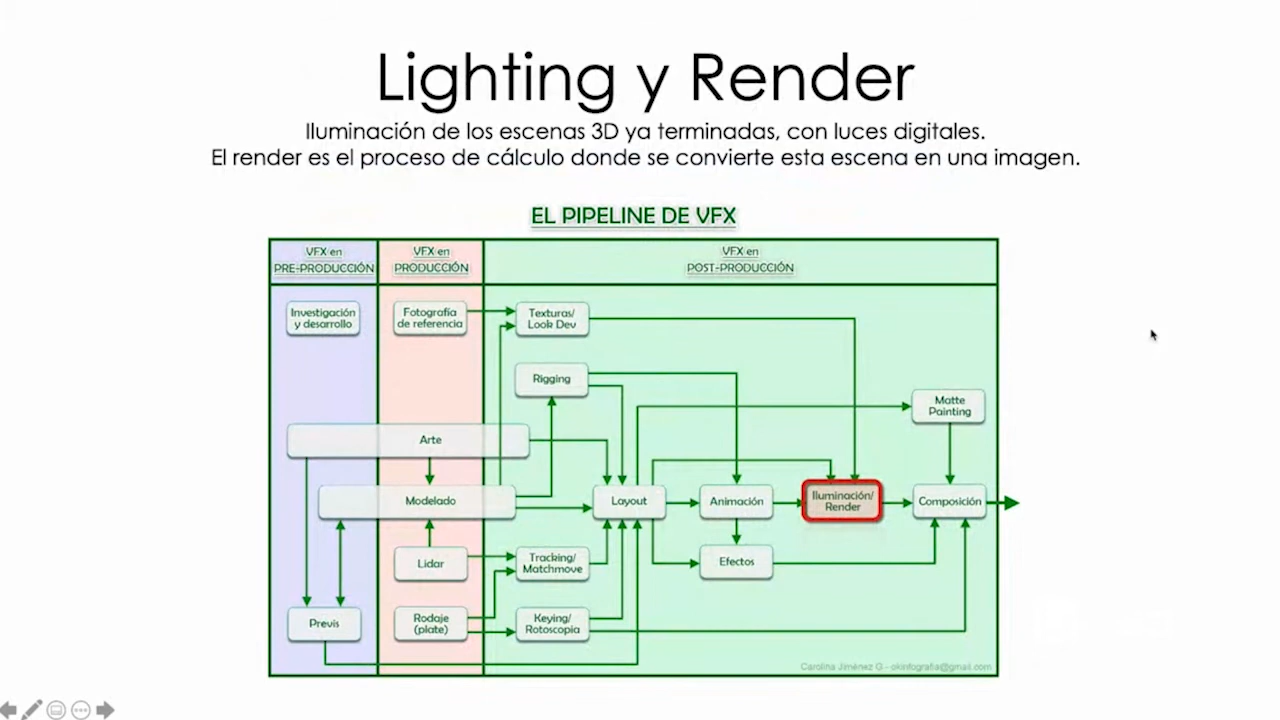 Lighting y Render
Iluminación de los escenas 3D ya terminadas, con luces digitales.
El render es el proceso de cálculo donde se convierte esta escena en una imagen.
EL PIPELINE DE VFX
VFX en
PRE-PRODUCCIÓN
VFX en
PRODUCCIÓN
VFX en
POST-PRODUCCIÓN
Investigación
y desarrollo
Fotografía
de referencia
Texturas/
Look Dev
Rigging
Matte
Painting
Arte
Modelado
Layout
Animación
Iluminación/
Render
Composición
Lidar
Tracking/
Matchmove
Efectos
Previs
Rodaje
(plate)
Keying/
Rotoscopia
Carolina Jiménez G - okinfografia@gmail.com